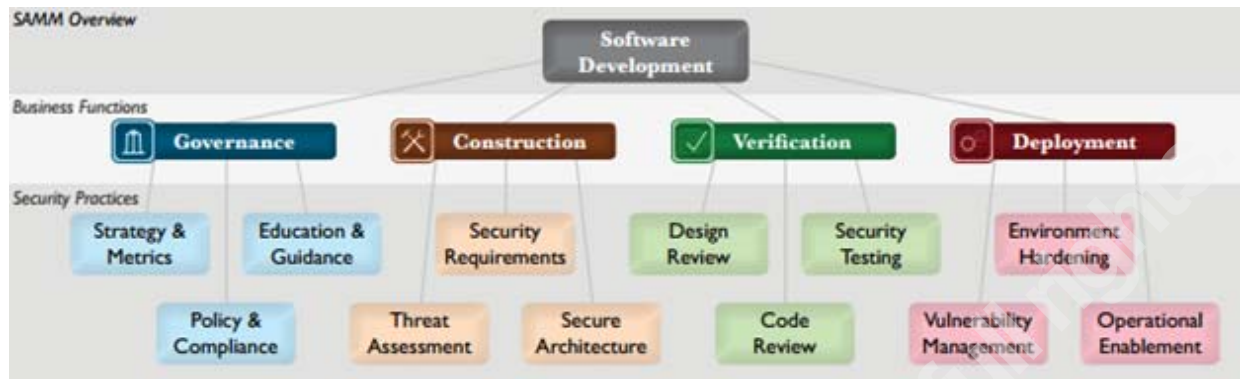 SAMM Overview
Software
Development
Business Functions
Governance
Construction
Verification
Deployment
Security Practices
Strategy &
Metrics
Education &
Guidance
Security
Requirements
Design
Review
Security
Testing
Environment
Hardening
Policy &
Compliance
Threat
Assessment
Secure
Architecture
Code
Review
Vulnerability
Management
Operational
Enablement